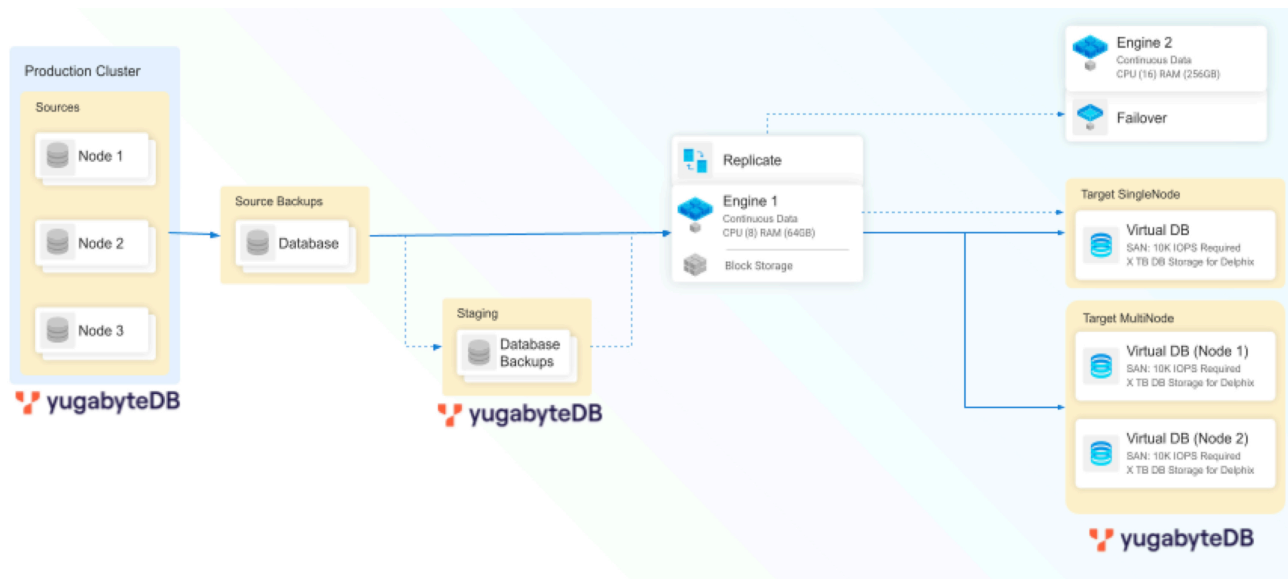 Production Cluster
Sources
Node 1
Node 2
Node 3
yugabyteDB
Source Backups
Database
Staging
Database
Backups
yugabyteDB
Replicate
Engine 1
Continuous Data
CPU (8) RAM (64GB)
Block Storage
Engine 2
Continuous Data
CPU (16) RAM (256GB)
Failover
Target SingleNode
Virtual DB
SAN: 10K IOPS Required
X TB DB Storage for Delphix
Target MultiNode
Virtual DB (Node 1)
SAN: 10K IOPS Required
X TB DB Storage for Delphix
Virtual DB (Node 2)
SAN: 10K IOPS Required
X TB DB Storage for Delphix
yugabyteDB